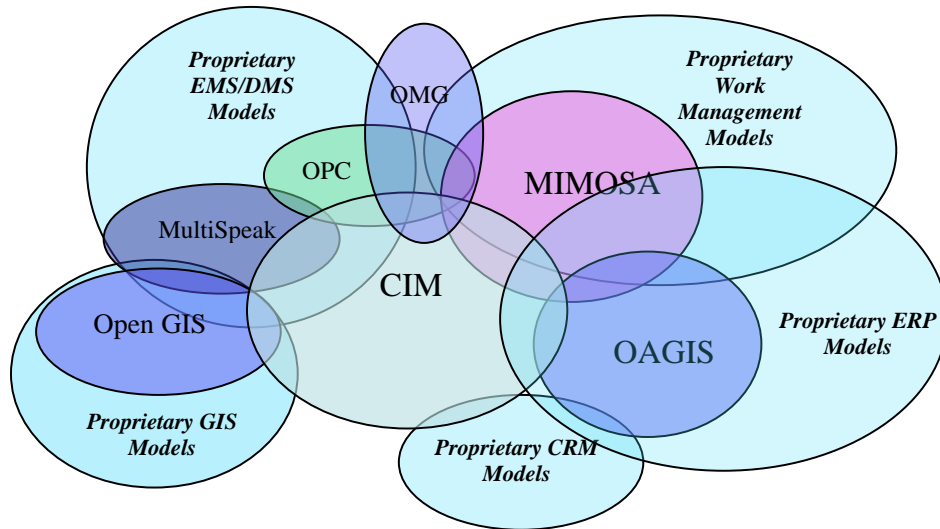 Proprietary
EMS/DMS
Models
OMG
Proprietary
Work
Management
Models
OPC
MIMOSA
MultiSpeak
CIM
Open GIS
Proprietary ERP
Models
OAGIS
Proprietary GIS
Models
Proprietary CRM
Models